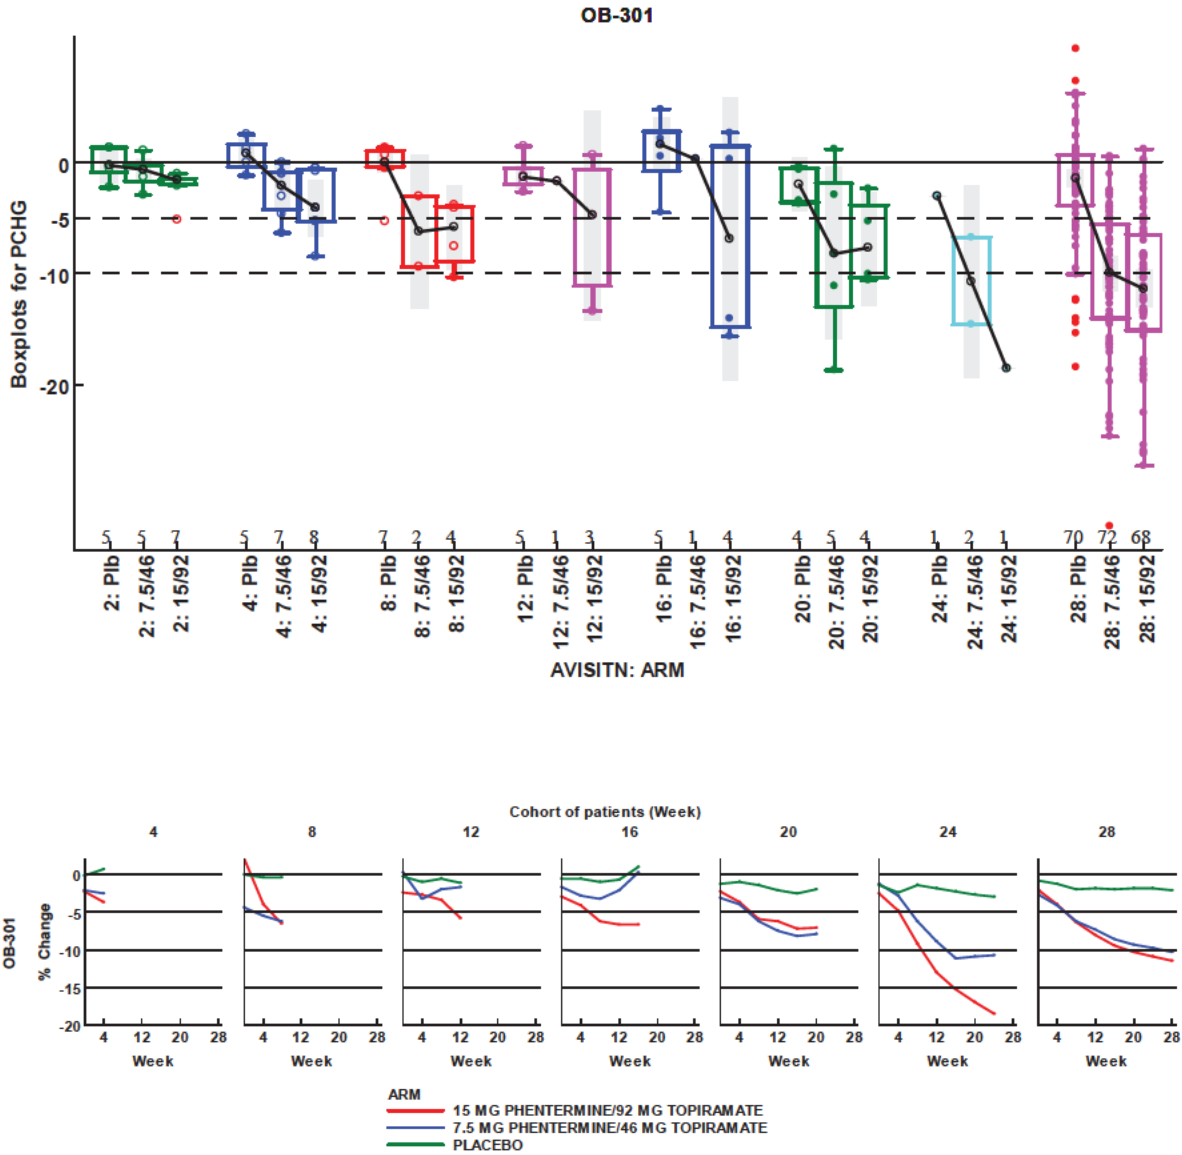 OB-301
Boxplots for PCHG
0
-5
-10
-20
5 5 7 5 7 8 7 2 4 5 1 3 5 1 4 4 5 4 1 2 1 70 72 68
2: Plb
2: 7.5/46
2: 15/92
4: Plb
4: 7.5/46
4: 15/92
8: Plb
8: 7.5/46
8: 15/92
12: Plb
12: 7.5/46
12: 15/92
16: Plb
16: 7.5/46
16: 15/92
20: Plb
20: 7.5/46
20: 15/92
24: Plb
24: 7.5/46
24: 15/92
28: Plb
28: 7.5/46
28: 15/92
AVISITN: ARM
Cohort of patients (Week)
4 8 12 16 20 24 28
OB-301
% Change
0
-5
-10
-15
-20
4 12 20 28 4 12 20 28 4 12 20 28 4 12 20 28 4 12 20 28 4 12 20 28 4 12 20 28
Week Week Week Week Week Week Week
ARM
15 MG PHENTERMINE/92 MG TOPIRAMATE
7.5 MG PHENTERMINE/46 MG TOPIRAMATE
PLACEBO